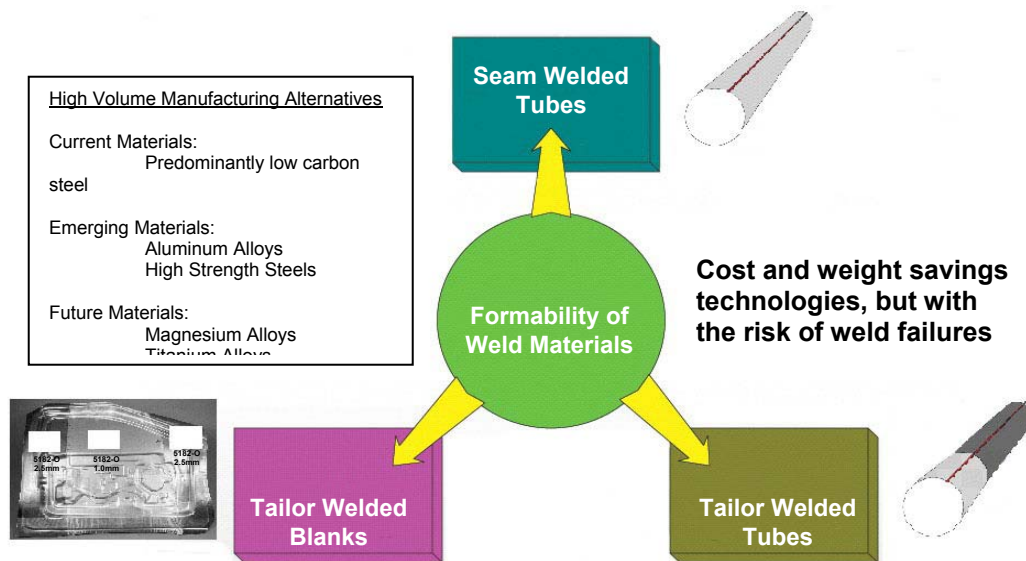 High Volume Manufacturing Alternatives
Current Materials:
Predominantly low carbon
steel
Emerging Materials:
Aluminum Alloys
High Strength Steels
Future Materials:
Magnesium Alloys
Titanium Alloys
Seam Welded
Tubes
Formability of
Weld Materials
Cost and weight savings
technologies, but with
the risk of weld failures
5182-O
2.5mm
5182-O
1.0mm
5182-O
2.5mm
Tailor Welded
Blanks
Tailor Welded
Tubes